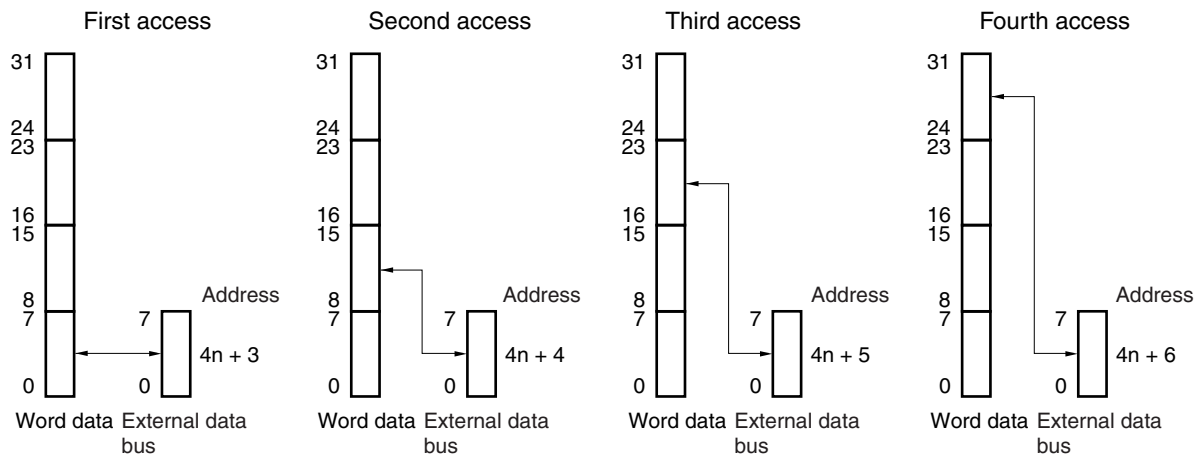 First access
31
24
23
16
15
8
7
0
Address
7
4n + 3
0
Word data External data
bus
Second access
31
24
23
16
15
8
7
0
Address
7
4n + 4
0
Word data External data
bus
Third access
31
24
23
16
15
8
7
0
Address
7
4n + 5
0
Word data External data
bus
Fourth access
31
24
23
16
15
8
7
0
Address
7
4n + 6
0
Word data External data
bus